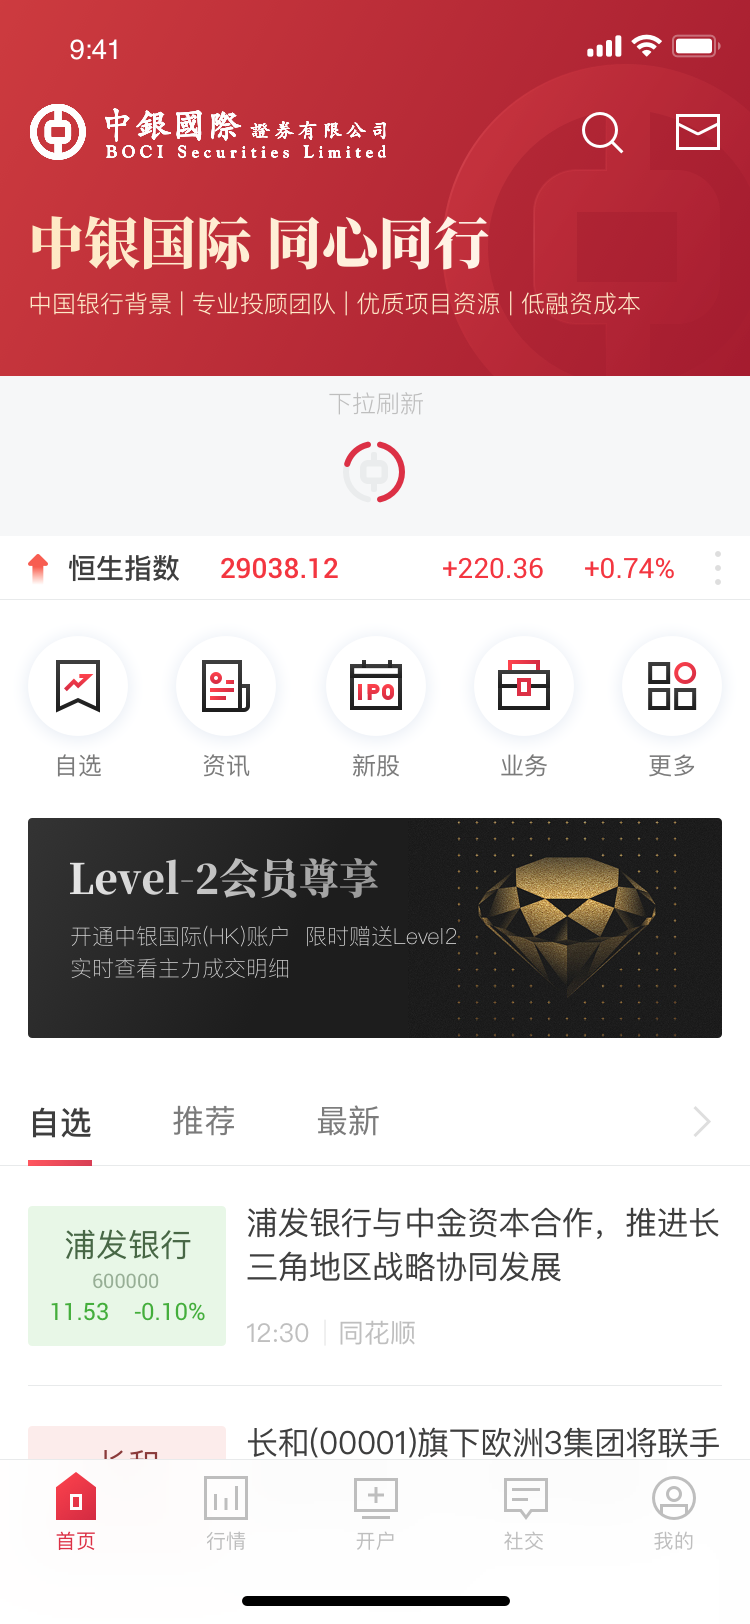 9:41
中銀國際 證券有限公司
BOCI Securities Limited
中银国际 同心同行
中国银行背景 | 专业投顾团队 | 优质项目资源 | 低融资成本
下拉刷新
恒生指数 29038.12 +220.36 +0.74%
IPO
自选 资讯 新股 业务 更多
Level-2会员尊享
开通中银国际(HK)账户 限时赠送Level2
实时查看主力成交明细
自选 推荐 最新
浦发银行
600000
11.53 -0.10%
浦发银行与中金资本合作，推进长
三角地区战略协同发展
12:30 | 同花顺
长和
长和(00001)旗下欧洲3集团将联手
首页 行情 开户 社交 我的